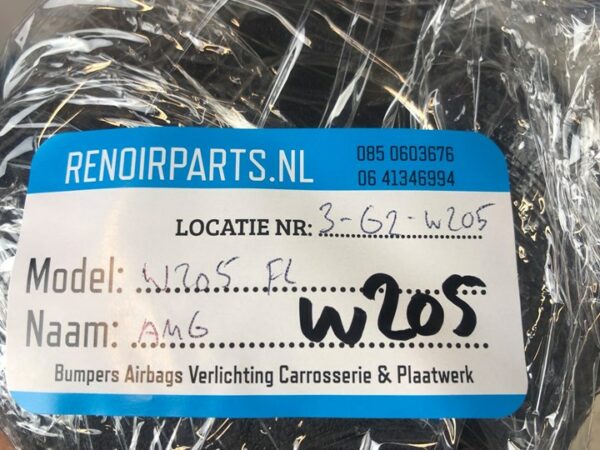 RENOIRPARTS.NL
085 0603676
06 41346994
LOCATIE NR: 3-G2-W205
Model: W205 FL
Naam: AMG W205
Bumpers Airbags Verlichting Carrosserie & Plaatwerk